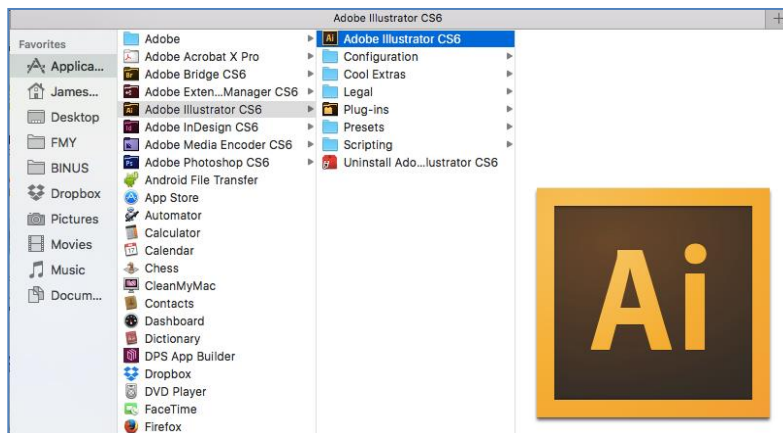 Adobe Illustrator CS6
Favorites
Applica...
James...
Desktop
FMY
BINUS
Dropbox
Pictures
Movies
Music
Docum...
Adobe
Adobe Acrobat X Pro
Adobe Bridge CS6
Adobe Exten...Manager CS6
Adobe Illustrator CS6
Adobe InDesign CS6
Adobe Media Encoder CS6
Adobe Photoshop CS6
Android File Transfer
App Store
Automator
Calculator
Calendar
Chess
CleanMyMac
Contacts
Dashboard
Dictionary
DPS App Builder
Dropbox
DVD Player
FaceTime
Firefox
Adobe Illustrator CS6
Configuration
Cool Extras
Legal
Plug-ins
Presets
Scripting
Uninstall Ado...lustrator CS6
Ai